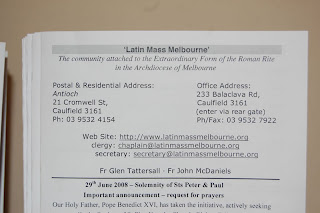 'Latin Mass Melbourne'
The community attached to the Extraordinary Form of the Roman Rite
in the Archdiocese of Melbourne
Postal & Residential Address:
Antioch
21 Cromwell St,
Caulfield 3161
Ph: 03 9532 4154
Office Address:
233 Balaclava Rd,
Caulfield 3161
(enter via rear gate)
Ph/Fax: 03 9532 7922
Web Site: http://www.latinmassmelbourne.org
clergy: chaplain@latinmassmelbourne.org
secretary: secretary@latinmassmelbourne.org
Fr Glen Tattersall - Fr John McDaniels
29th June 2008 – Solemnity of Sts Peter & Paul
Important announcement – request for prayers
Our Holy Father, Pope Benedict XVI, has taken the initiative, actively seeking